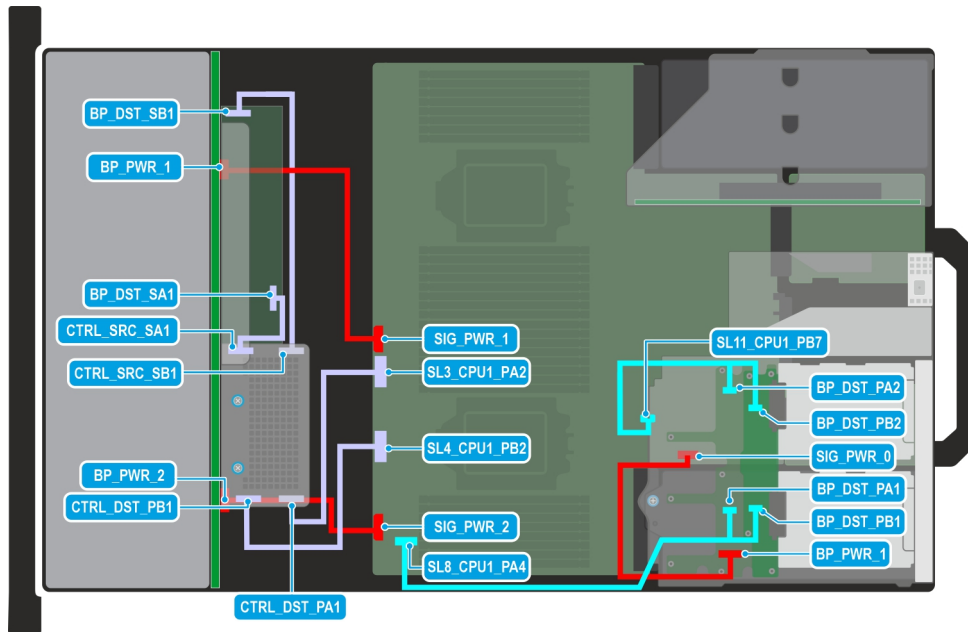 BP_DST_SB1
BP_PWR_1
BP_DST_SA1
CTRL_SRC_SA1
CTRL_SRC_SB1
BP_PWR_2
CTRL_DST_PB1
CTRL_DST_PA1
SIG_PWR_1
SL3_CPU1_PA2
SL4_CPU1_PB2
SIG_PWR_2
SL8_CPU1_PA4
SL11_CPU1_PB7
BP_DST_PA2
BP_DST_PB2
SIG_PWR_0
BP_DST_PA1
BP_DST_PB1
BP_PWR_1